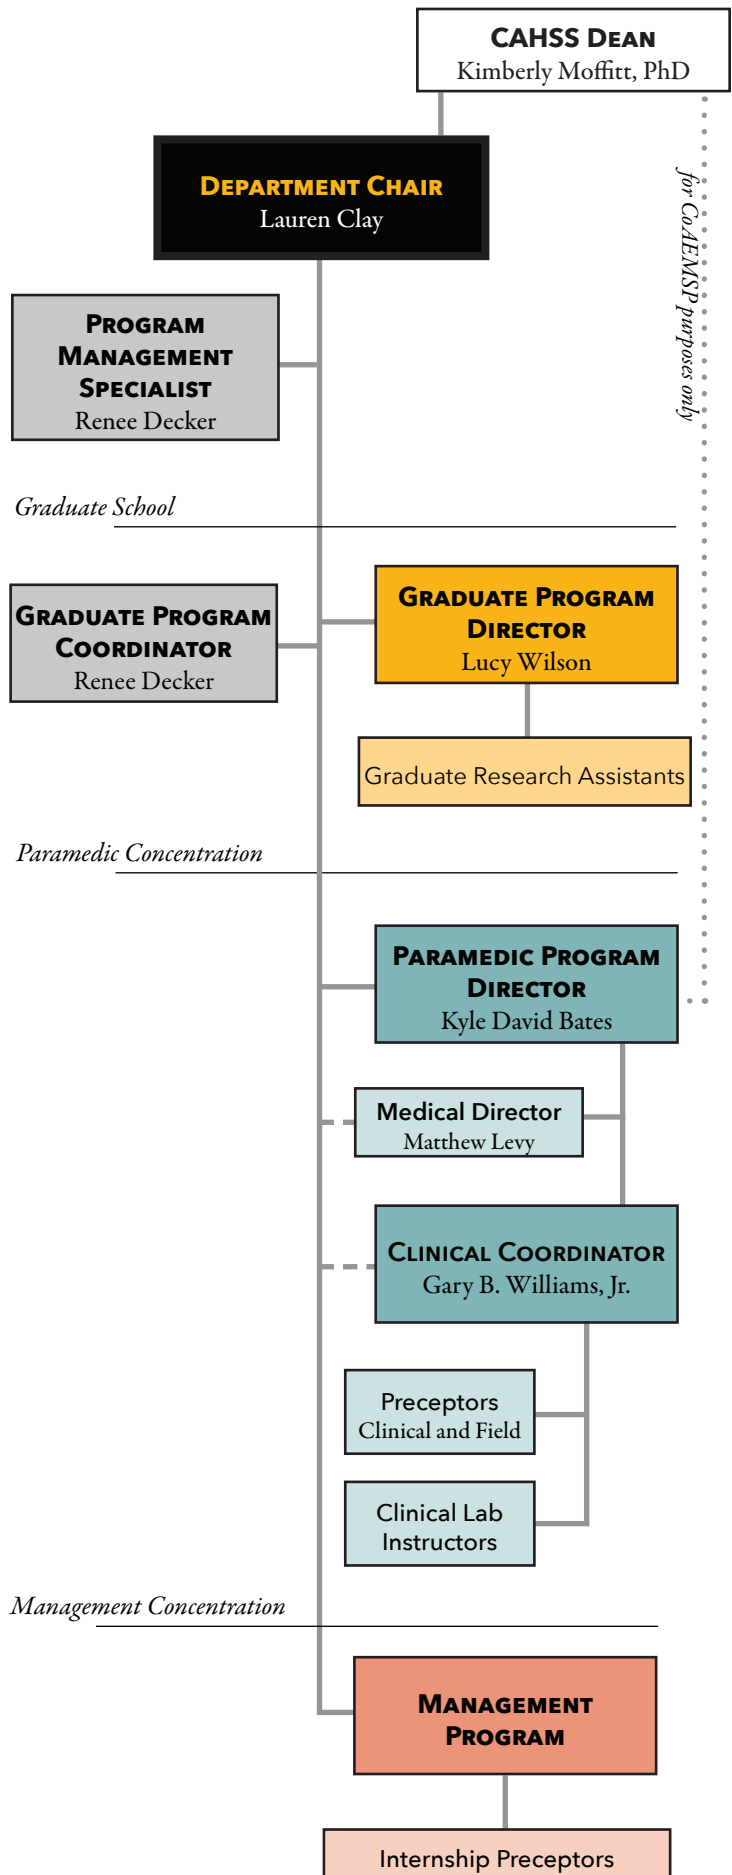 CAHSS Dean
Kimberly Moffitt, PhD
for CoAEMSP purposes only
Department Chair
Lauren Clay
Program
Management
Specialist
Renee Decker
Graduate School
Graduate Program
Coordinator
Renee Decker
Graduate Program
Director
Lucy Wilson
Graduate Research Assistants
Paramedic Concentration
Paramedic Program
Director
Kyle David Bates
Medical Director
Matthew Levy
Clinical Coordinator
Gary B. Williams, Jr.
Preceptors
Clinical and Field
Clinical Lab
Instructors
Management Concentration
Management
Program
Internship Preceptors